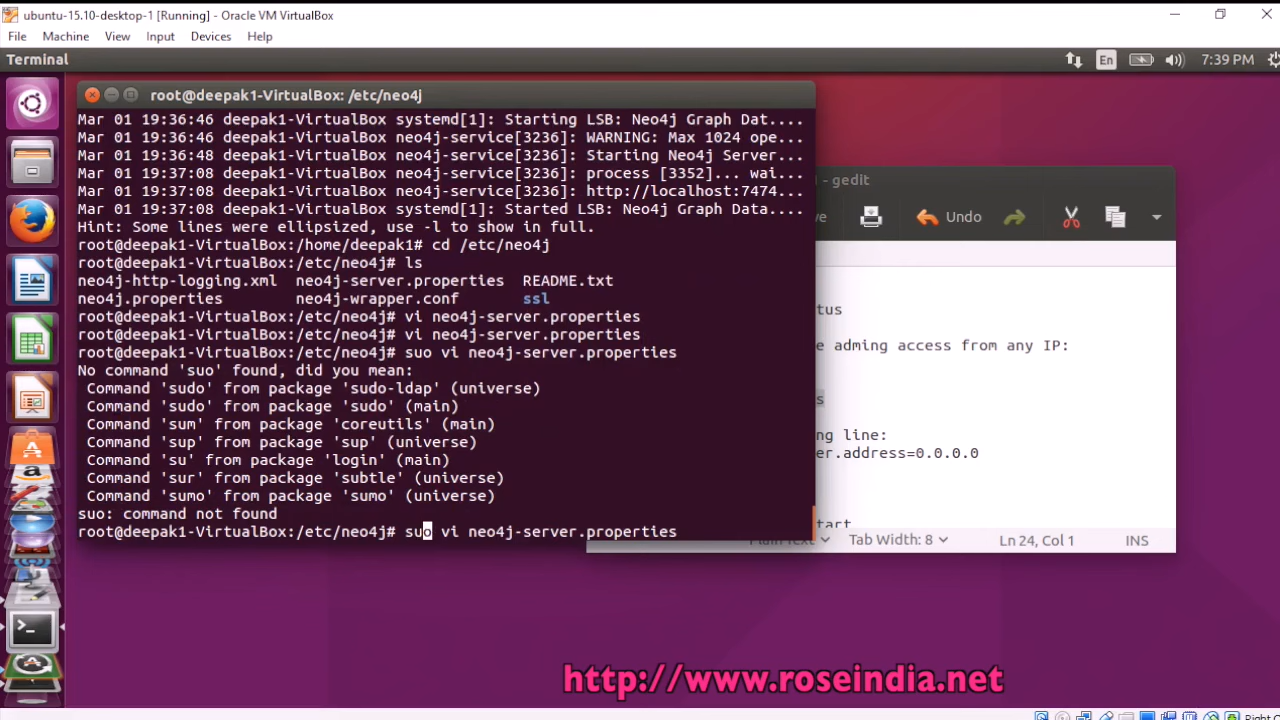 ubuntu-15.10-desktop-1 [Running] - Oracle VM VirtualBox
File Machine View Input Devices Help
Terminal En 7:39 PM
root@deepak1-VirtualBox: /etc/neo4j
Mar 01 19:36:46 deepak1-VirtualBox systemd[1]: Starting LSB: Neo4j Graph Dat....
Mar 01 19:36:46 deepak1-VirtualBox neo4j-service[3236]: WARNING: Max 1024 ope...
Mar 01 19:36:48 deepak1-VirtualBox neo4j-service[3236]: Starting Neo4j Server...
Mar 01 19:37:08 deepak1-VirtualBox neo4j-service[3236]: process [3352]... wai...
Mar 01 19:37:08 deepak1-VirtualBox neo4j-service[3236]: http://localhost:7474...
Mar 01 19:37:08 deepak1-VirtualBox systemd[1]: Started LSB: Neo4j Graph Data....
Hint: Some lines were ellipsized, use -l to show in full.
root@deepak1-VirtualBox:/home/deepak1# cd /etc/neo4j
root@deepak1-VirtualBox:/etc/neo4j# ls
neo4j-http-logging.xml neo4j-server.properties README.txt
neo4j.properties neo4j-wrapper.conf ssl
root@deepak1-VirtualBox:/etc/neo4j# vi neo4j-server.properties
root@deepak1-VirtualBox:/etc/neo4j# vi neo4j-server.properties
root@deepak1-VirtualBox:/etc/neo4j# suo vi neo4j-server.properties
No command 'suo' found, did you mean:
Command 'sudo' from package 'sudo-ldap' (universe)
Command 'sudo' from package 'sudo' (main)
Command 'sum' from package 'coreutils' (main)
Command 'sup' from package 'sup' (universe)
Command 'su' from package 'login' (main)
Command 'sur' from package 'subtle' (universe)
Command 'sumo' from package 'sumo' (universe)
suo: command not found
root@deepak1-VirtualBox:/etc/neo4j# suo vi neo4j-server.properties
- gedit
ve Undo
tus
e adming access from any IP:
s
ng line:
er.address=0.0.0.0
start
Plain Text Tab Width: 8 Ln 24, Col 1 INS
http://www.roseindia.net